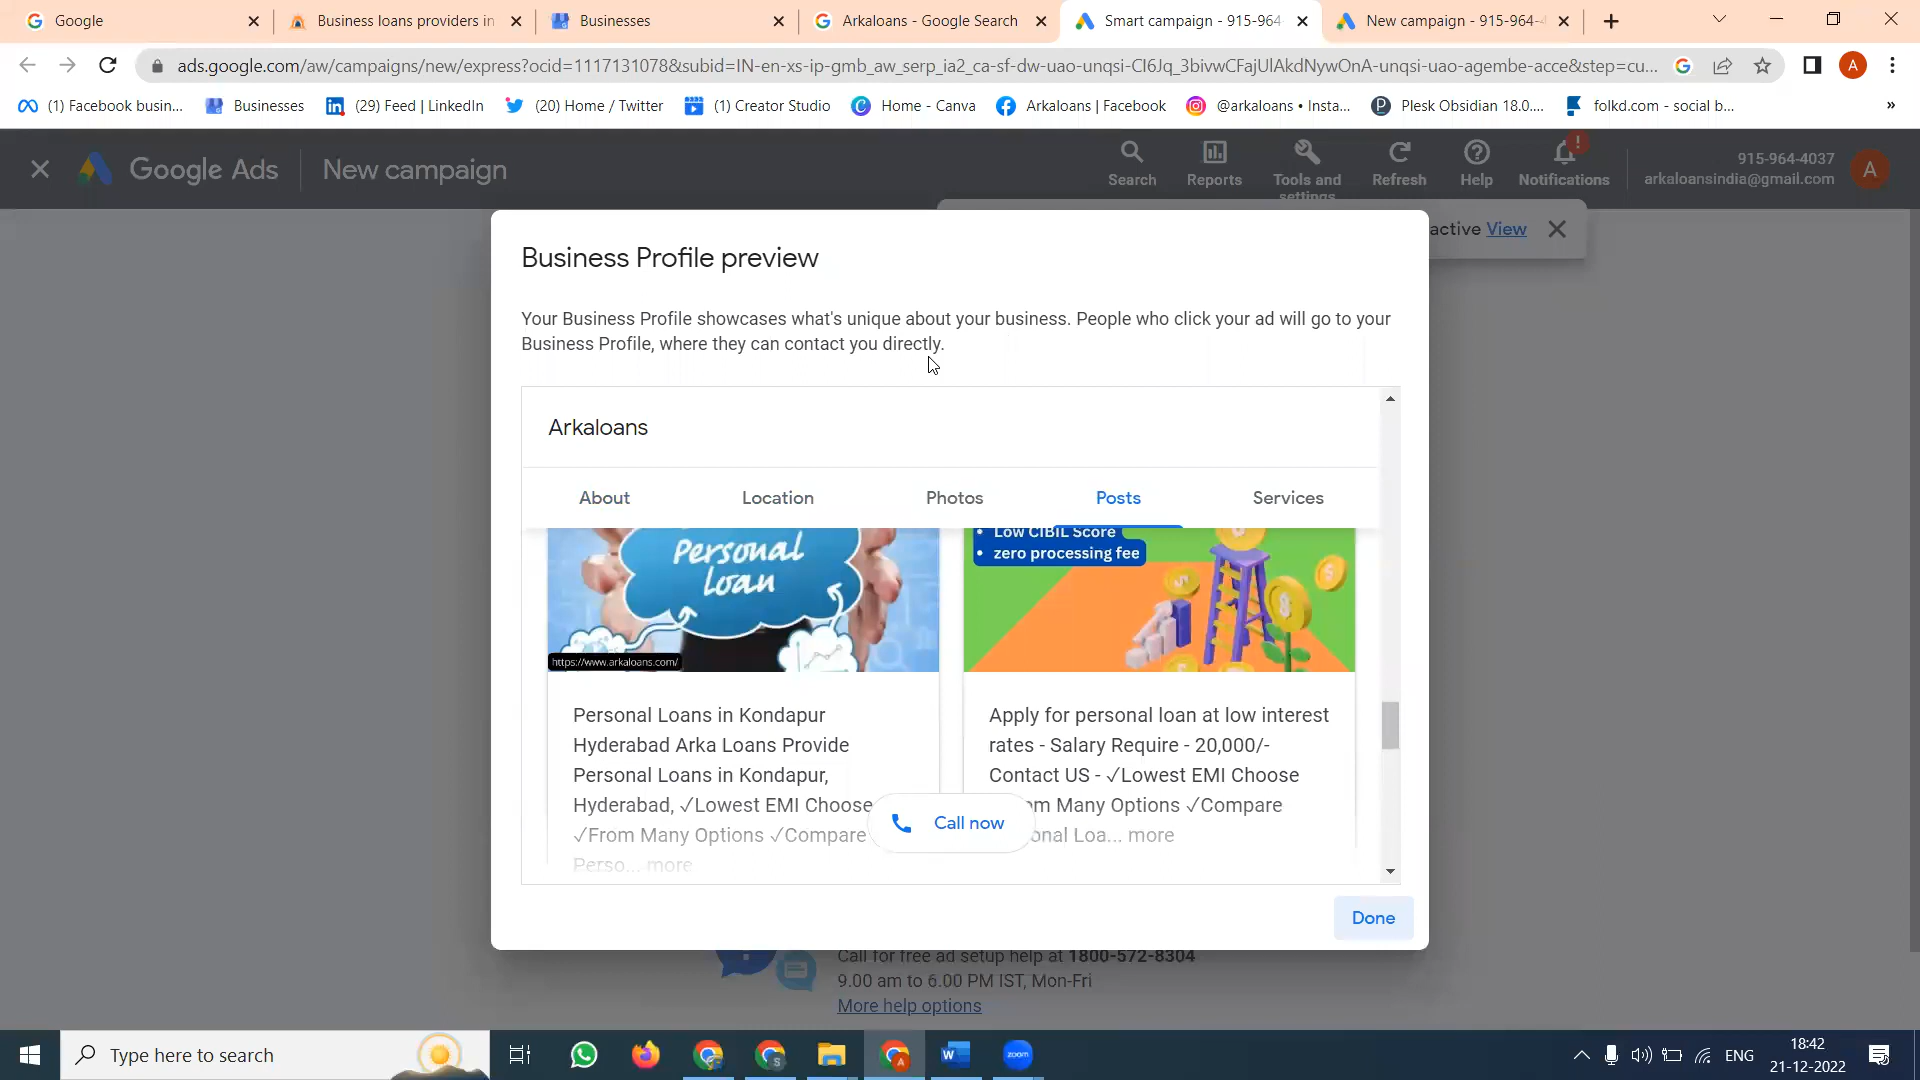 Google
Business loans providers in
Businesses
Arkaloans - Google Search
Smart campaign - 915-964
New campaign - 915-964-4
ads.google.com/aw/campaigns/new/express?ocid=1117131078&subid=IN-en-xs-ip-gmb_aw_serp_ia2_ca-sf-dw-uao-unqsi-CI6Jq_3bivwCFajUlAkdNywOnA-unqsi-uao-agembe-acce&step=cu...
A
(1) Facebook busin...
Businesses
(29) Feed | LinkedIn
(20) Home / Twitter
(1) Creator Studio
Home - Canva
Arkaloans | Facebook
@arkaloans • Insta...
Plesk Obsidian 18.0....
folkd.com - social b...
»
Google Ads
New campaign
Search
Reports
Tools and
settings
Refresh
Help
Notifications
915-964-4037
arkaloansindia@gmail.com
A
active View
Business Profile preview
Your Business Profile showcases what's unique about your business. People who click your ad will go to your
Business Profile, where they can contact you directly.
Arkaloans
About
Location
Photos
Posts
Services
Personal
Loan
https://www.arkaloans.com/
• Low CIBIL Score
• zero processing fee
Personal Loans in Kondapur
Hyderabad Arka Loans Provide
Personal Loans in Kondapur,
Hyderabad, ✓Lowest EMI Choose
✓From Many Options ✓Compare
Perso... more
Apply for personal loan at low interest
rates - Salary Require - 20,000/-
Contact US - ✓Lowest EMI Choose
om Many Options ✓Compare
onal Loa... more
Call now
Done
Call for free ad setup help at 1800-572-8304
9.00 am to 6.00 PM IST, Mon-Fri
More help options
Type here to search
W
zoom
ENG
18:42
21-12-2022